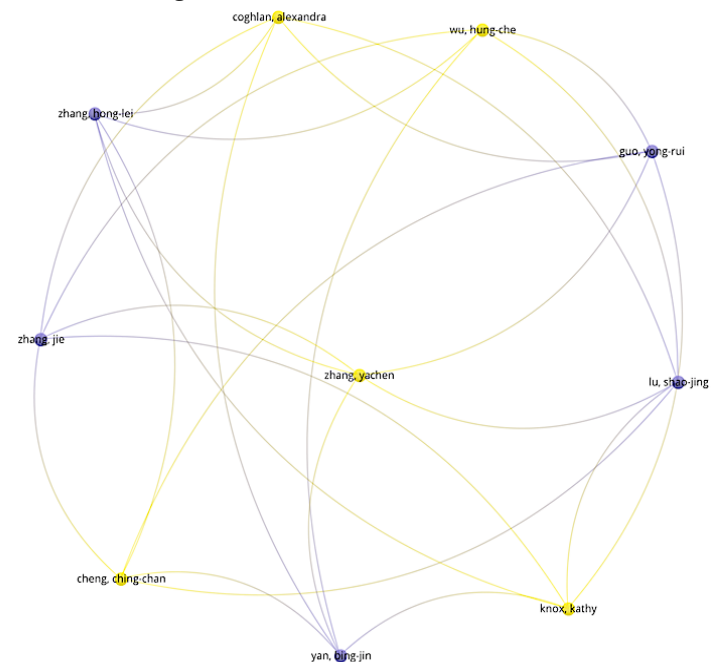 coghlan, alexandra
wu, hung-che
zhang, hong-lei
guo, yong-rui
zhang, jie
zhang, yachen
lu, shao-jing
cheng, ching-chan
knox, kathy
yan, bing-jin